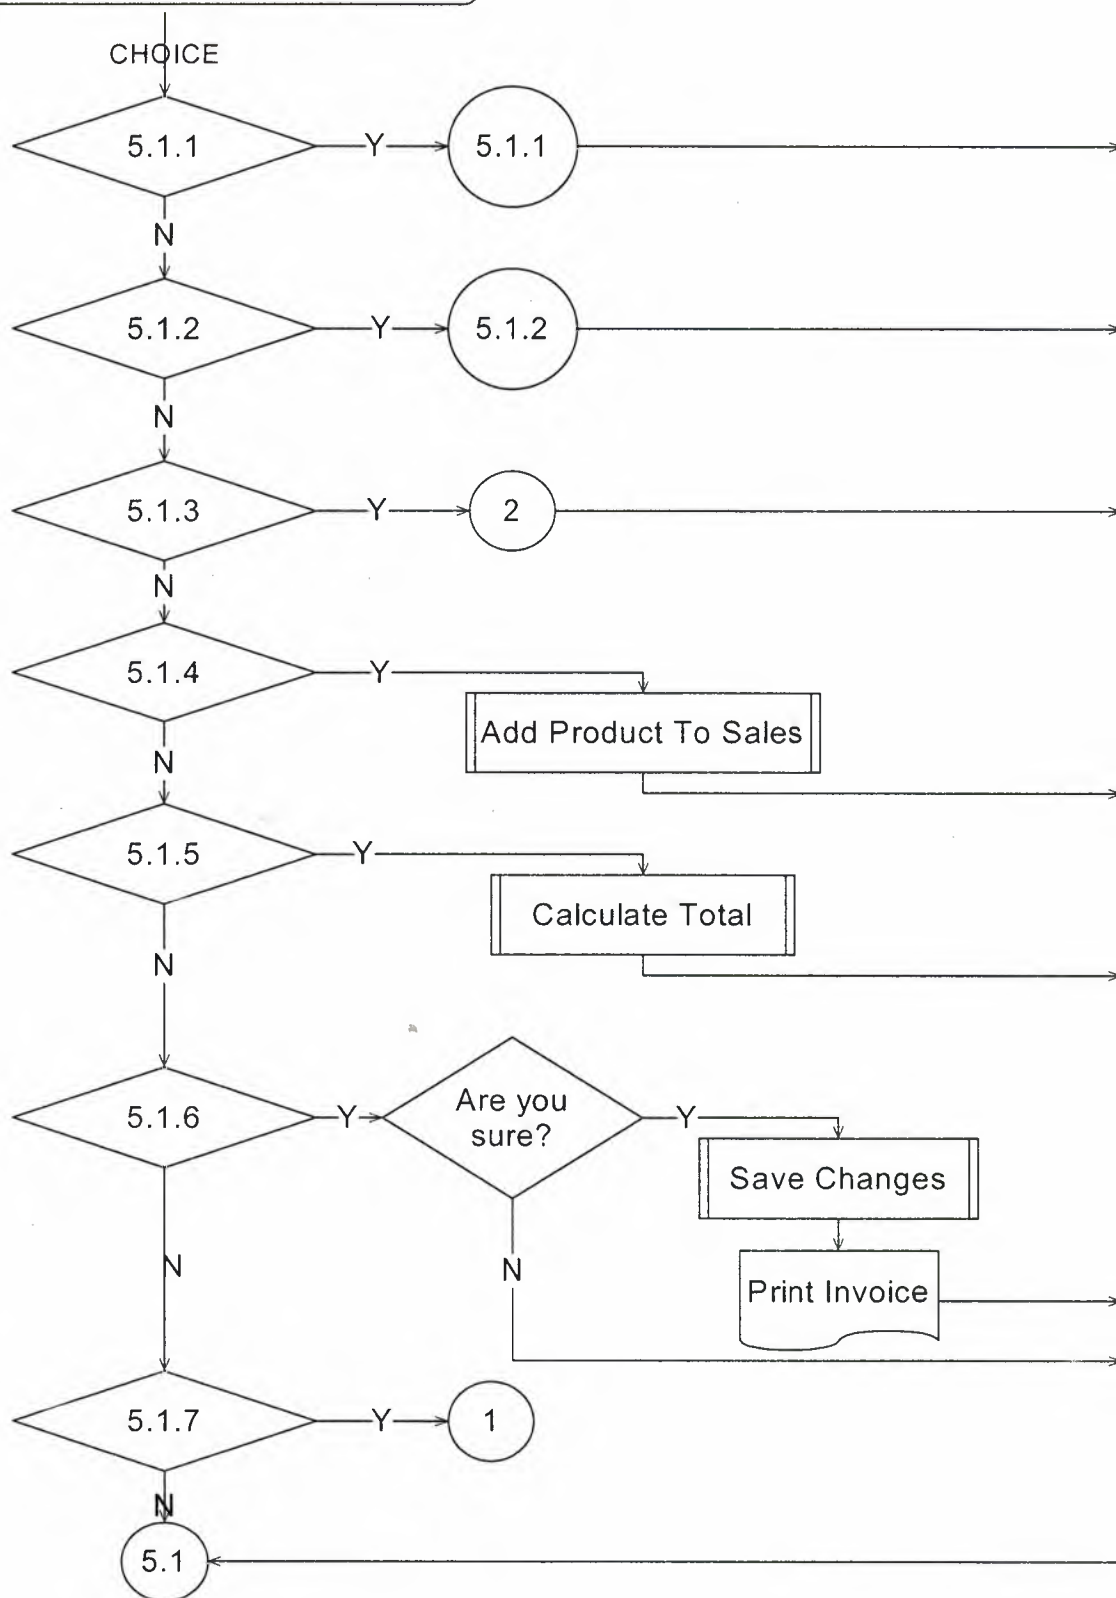 CHOICE
5.1.1
Y
5.1.1
N
5.1.2
Y
5.1.2
N
5.1.3
Y
2
N
5.1.4
Y
Add Product To Sales
N
5.1.5
Y
Calculate Total
N
5.1.6
Y
Are you
sure?
Y
Save Changes
N
N
Print Invoice
5.1.7
Y
1
N
5.1